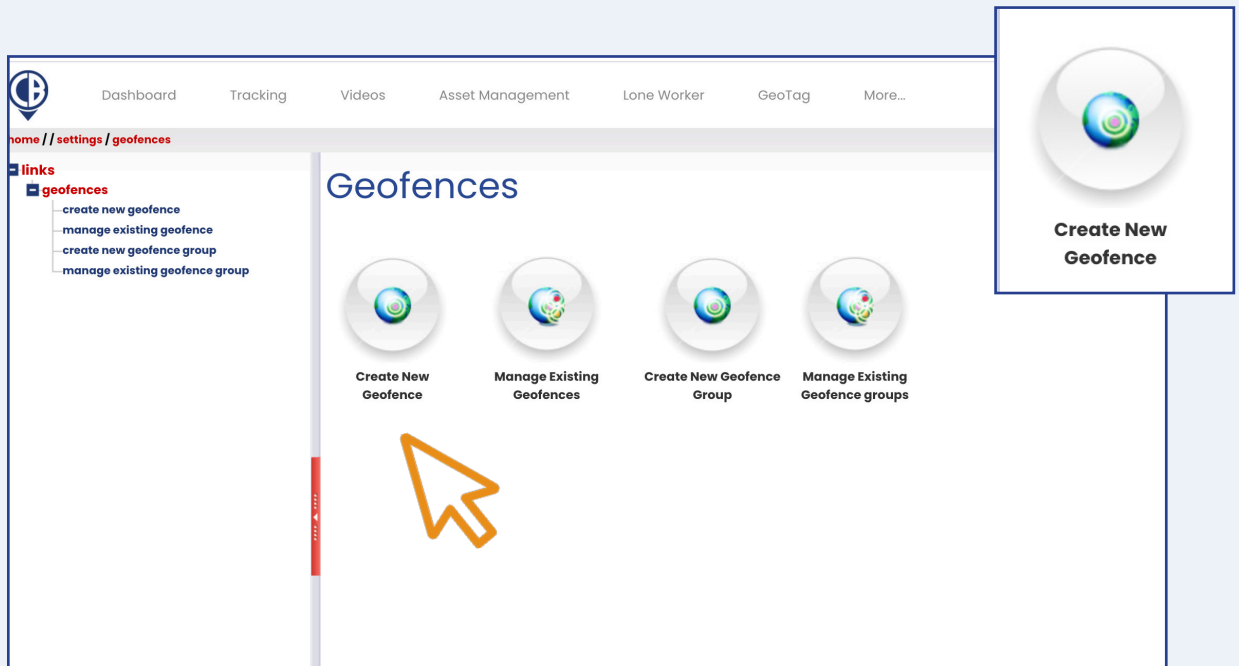 CB
Dashboard Tracking Videos Asset Management Lone Worker GeoTag More...
home / / settings / geofences
links
geofences
create new geofence
manage existing geofence
create new geofence group
manage existing geofence group
Geofences
Create New
Geofence
Manage Existing
Geofences
Create New Geofence
Group
Manage Existing
Geofence groups
Create New
Geofence